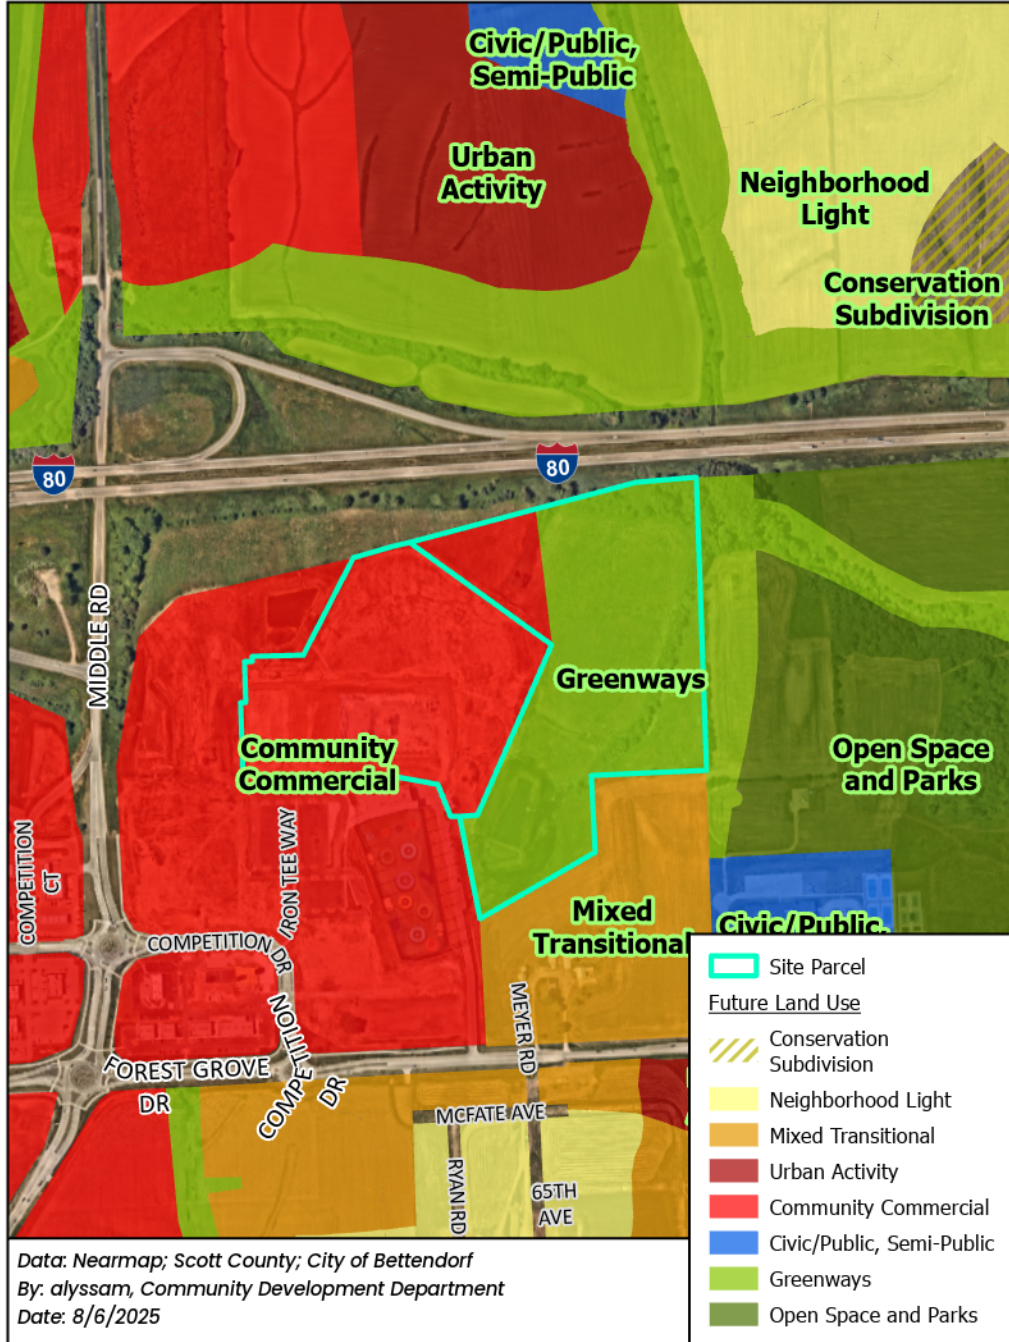 Civic/Public,
Semi-Public
Urban
Activity
Neighborhood
Light
Conservation
Subdivision
80
80
MIDDLE RD
Greenways
Community
Commercial
Open Space
and Parks
COMPETITION
CT
IRON TEE WAY
COMPETITION DR
Mixed
Transitional
Civic/Public,
MEYER RD
FOREST GROVE
DR
COMPETITION
DR
MCFATE AVE
RYAN RD
65TH
AVE
Site Parcel
Future Land Use
Conservation
Subdivision
Neighborhood Light
Mixed Transitional
Urban Activity
Community Commercial
Civic/Public, Semi-Public
Greenways
Open Space and Parks
Data: Nearmap; Scott County; City of Bettendorf
By: alyssam, Community Development Department
Date: 8/6/2025